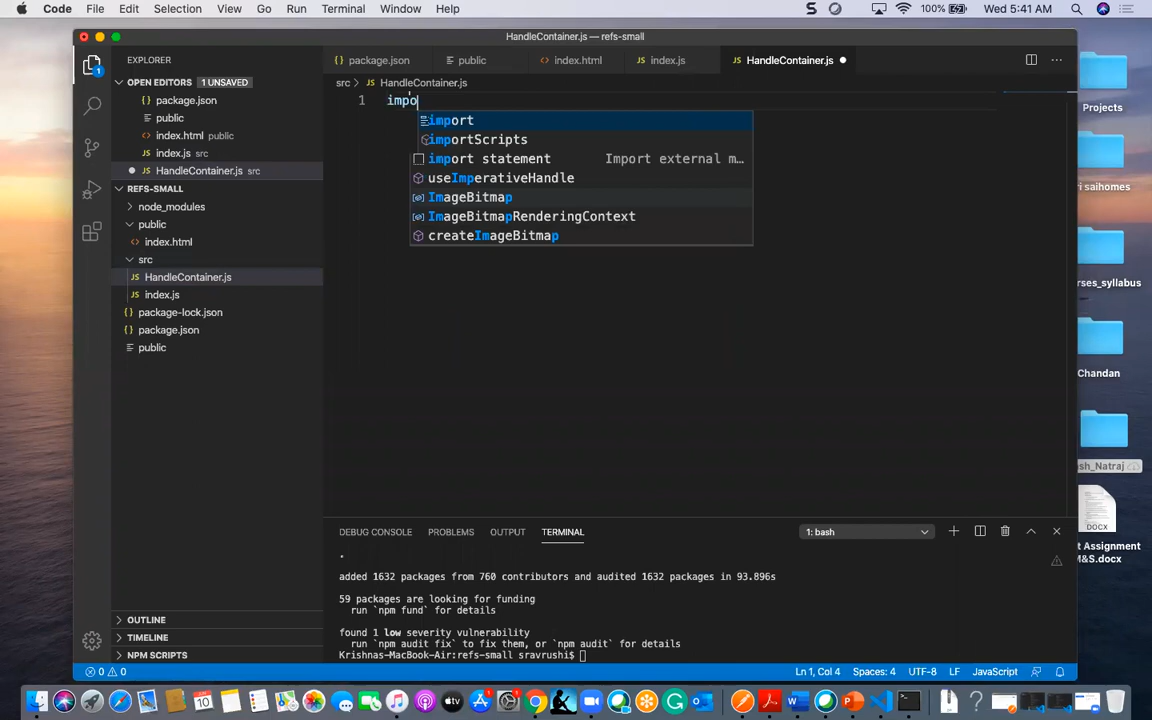 Code File Edit Selection View Go Run Terminal Window Help 100% Wed 5:41 AM
HandleContainer.js — refs-small
EXPLORER
package.json public index.html index.js HandleContainer.js
OPEN EDITORS 1 UNSAVED
src > HandleContainer.js
package.json
1 impo
public
import
index.html public
importScripts
index.js src
import statement Import external m…
HandleContainer.js src
useImperativeHandle
REFS-SMALL
ImageBitmap
node_modules
ImageBitmapRenderingContext
public
createImageBitmap
index.html
src
HandleContainer.js
index.js
package-lock.json
package.json
public
OUTLINE
TIMELINE
NPM SCRIPTS
DEBUG CONSOLE PROBLEMS OUTPUT TERMINAL 1: bash
added 1632 packages from 760 contributors and audited 1632 packages in 93.896s
59 packages are looking for funding
run `npm fund` for details
found 1 low severity vulnerability
run `npm audit fix` to fix them, or `npm audit` for details
Krishnas-MacBook-Air:refs-small sravrushi$
0 0 Ln 1, Col 4 Spaces: 4 UTF-8 LF JavaScript
Projects
ri saihomes
rses_syllabus
Chandan
sh_Natraj
DOCX
t Assignment
M&S.docx